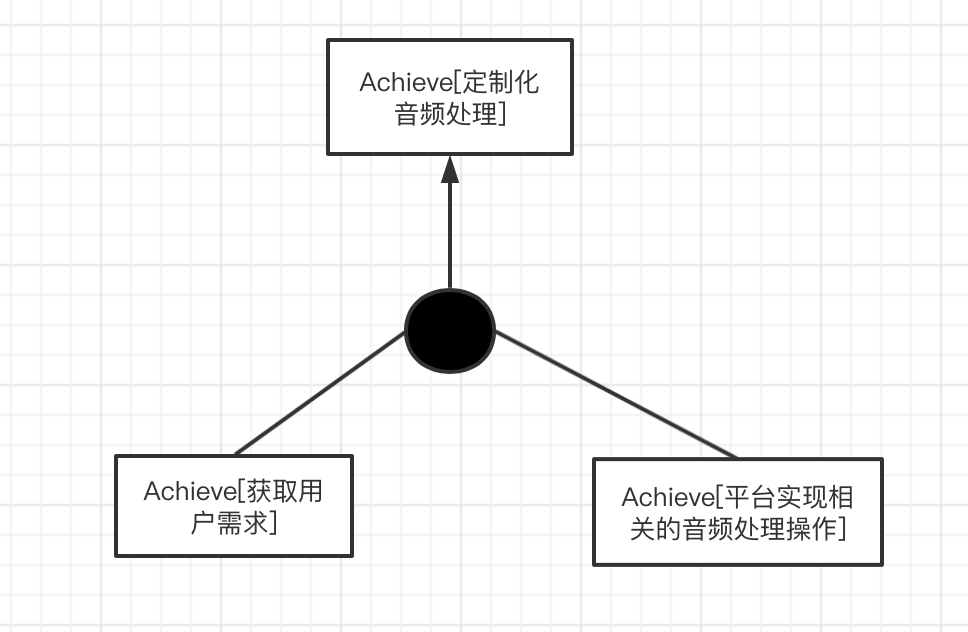 Achieve[定制化
音频处理]
Achieve[获取用
户需求]
Achieve[平台实现相
关的音频处理操作]